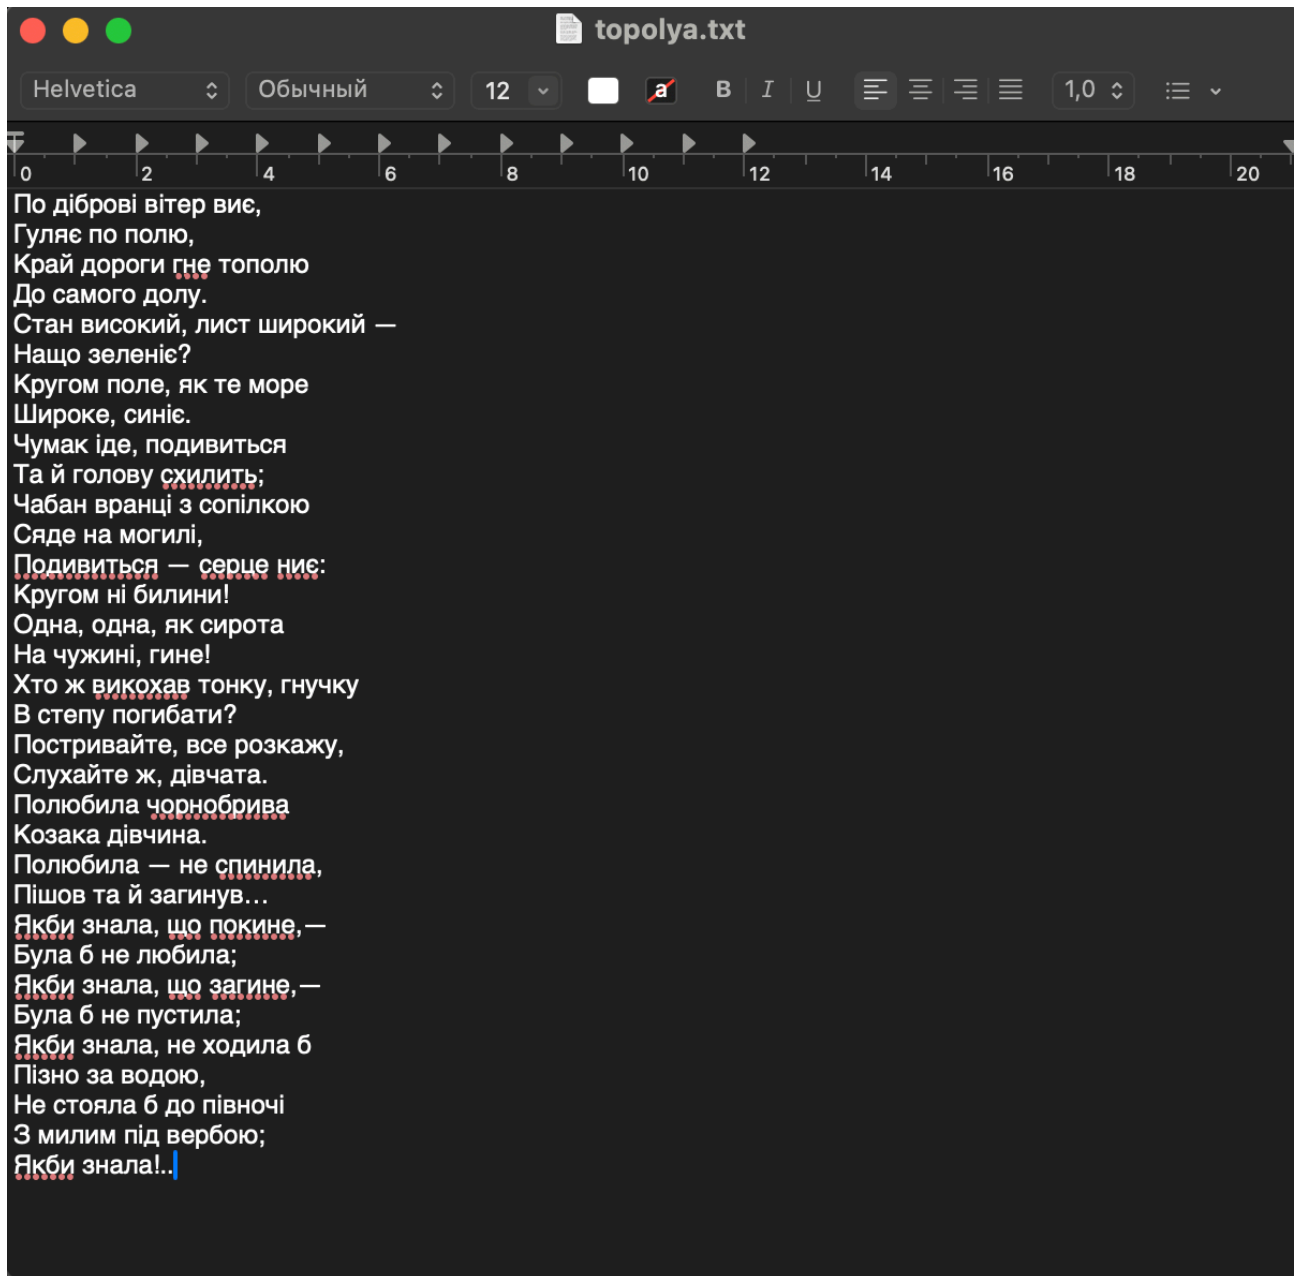 topolya.txt
Helvetica Обычный 12 a B I U 1,0
0 2 4 6 8 10 12 14 16 18 20
По діброві вітер виє,
Гуляє по полю,
Край дороги гне тополю
До самого долу.
Стан високий, лист широкий —
Нащо зеленіє?
Кругом поле, як те море
Широке, синіє.
Чумак іде, подивиться
Та й голову схилить;
Чабан вранці з сопілкою
Сяде на могилі,
Подивиться — серце ниє:
Кругом ні билини!
Одна, одна, як сирота
На чужині, гине!
Хто ж викохав тонку, гнучку
В степу погибати?
Постривайте, все розкажу,
Слухайте ж, дівчата.
Полюбила чорнобрива
Козака дівчина.
Полюбила — не спинила,
Пішов та й загинув...
Якби знала, що покине,—
Була б не любила;
Якби знала, що загине,—
Була б не пустила;
Якби знала, не ходила б
Пізно за водою,
Не стояла б до півночі
З милим під вербою;
Якби знала!..